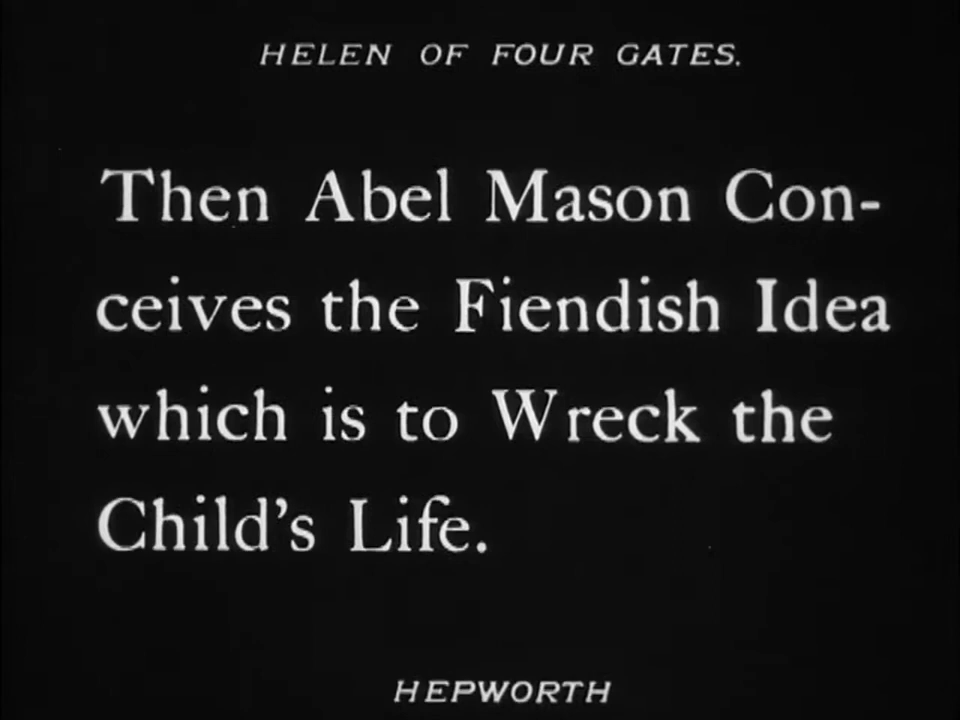 HELEN OF FOUR GATES.
Then Abel Mason Con-
ceives the Fiendish Idea
which is to Wreck the
Child's Life.
HEPWORTH